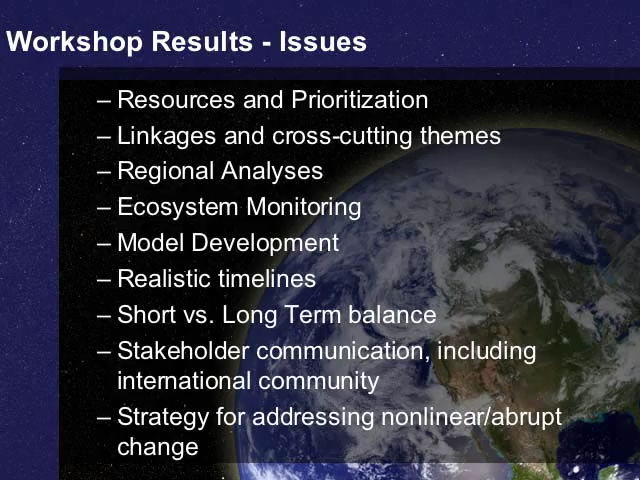 Workshop Results - Issues
– Resources and Prioritization
– Linkages and cross-cutting themes
– Regional Analyses
– Ecosystem Monitoring
– Model Development
– Realistic timelines
– Short vs. Long Term balance
– Stakeholder communication, including
international community
– Strategy for addressing nonlinear/abrupt
change